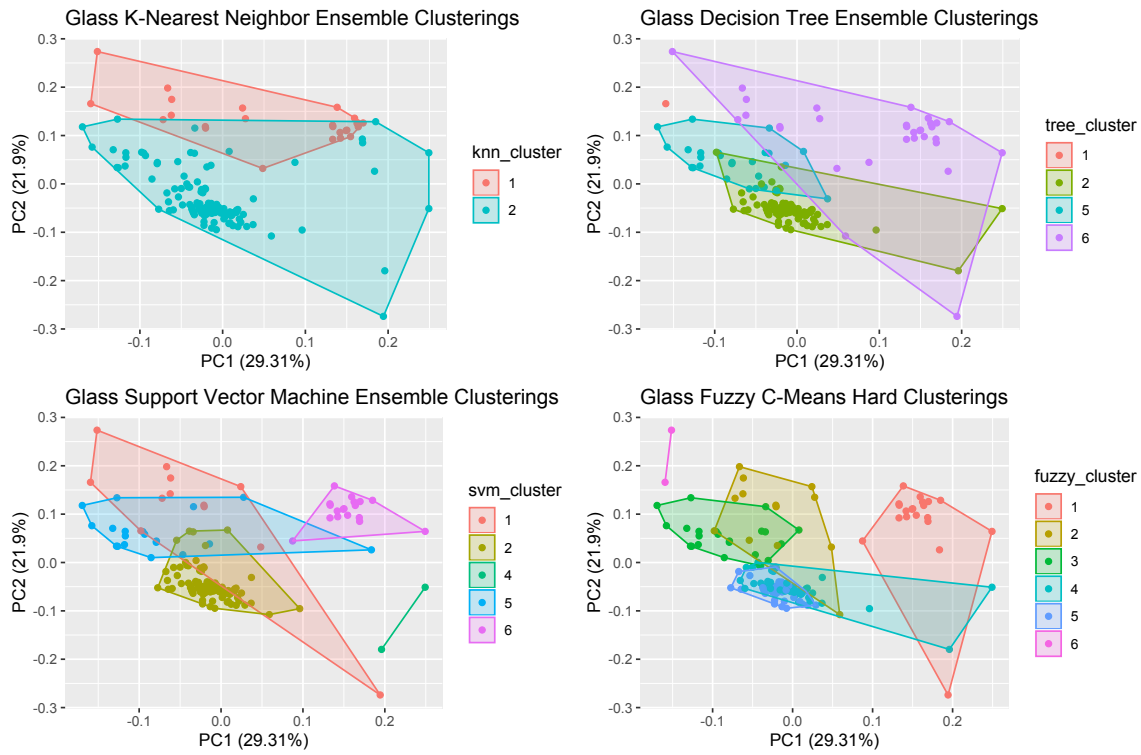 Glass K-Nearest Neighbor Ensemble Clusterings
0.3
0.2
0.1
0.0
-0.1
-0.2
-0.3
PC2 (21.9%)
-0.1 0.0 0.1 0.2
PC1 (29.31%)
knn_cluster
1
2
Glass Decision Tree Ensemble Clusterings
0.3
0.2
0.1
0.0
-0.1
-0.2
-0.3
PC2 (21.9%)
-0.1 0.0 0.1 0.2
PC1 (29.31%)
tree_cluster
1
2
5
6
Glass Support Vector Machine Ensemble Clusterings
0.3
0.2
0.1
0.0
-0.1
-0.2
-0.3
PC2 (21.9%)
-0.1 0.0 0.1 0.2
PC1 (29.31%)
svm_cluster
1
2
4
5
6
Glass Fuzzy C-Means Hard Clusterings
0.3
0.2
0.1
0.0
-0.1
-0.2
-0.3
PC2 (21.9%)
-0.1 0.0 0.1 0.2
PC1 (29.31%)
fuzzy_cluster
1
2
3
4
5
6